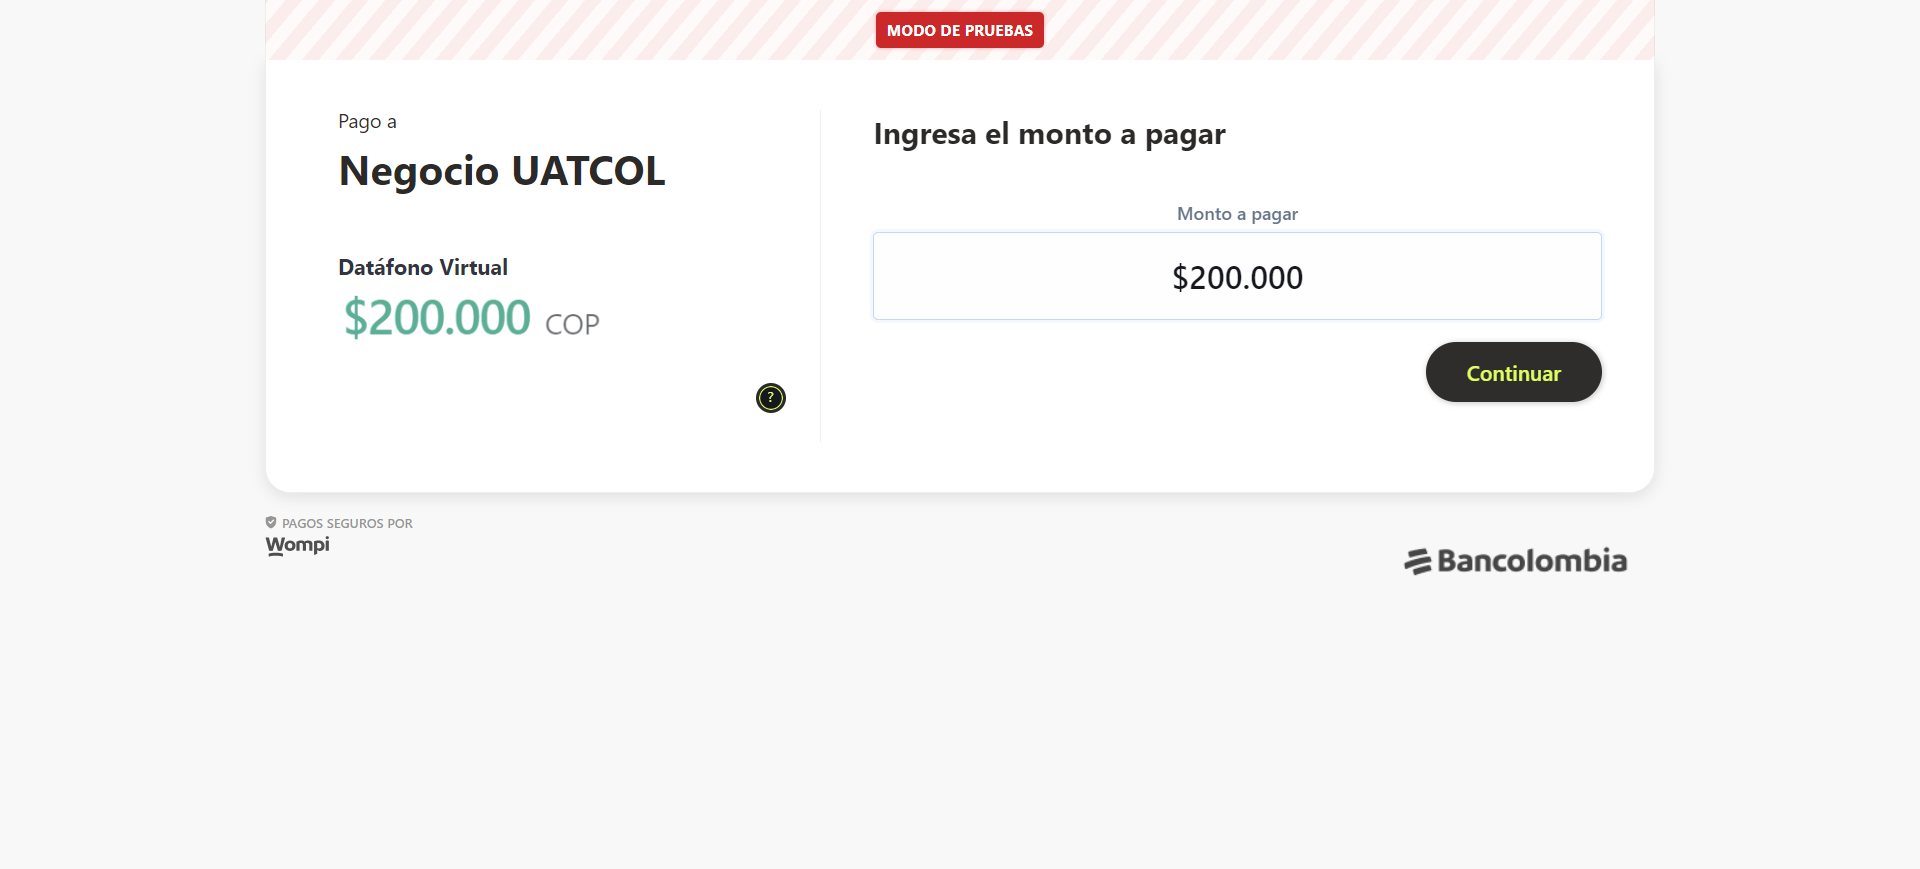 MODO DE PRUEBAS
Pago a
Negocio UATCOL
Datáfono Virtual
$200.000 COP
?
Ingresa el monto a pagar
Monto a pagar
$200.000
Continuar
PAGOS SEGUROS POR
Wompi
Bancolombia